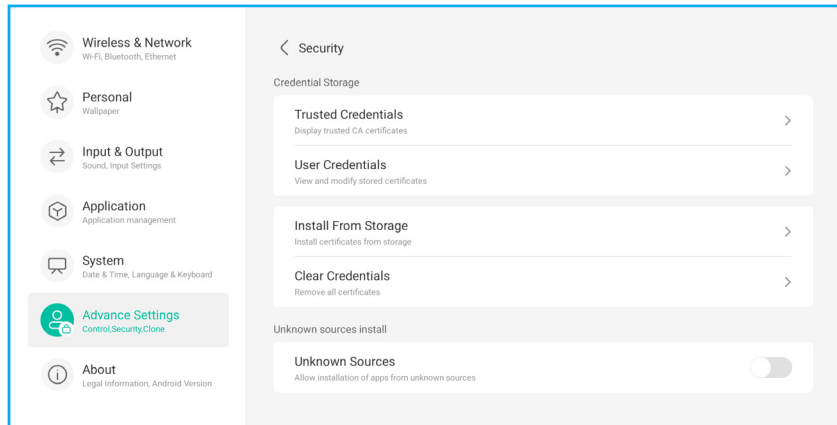 Wireless & Network
Wi-Fi, Bluetooth, Ethernet
Personal
Wallpaper
Input & Output
Sound, Input Settings
Application
Application management
System
Date & Time, Language & Keyboard
Advance Settings
Control,Security,Clone
About
Legal Information, Android Version
Security
Credential Storage
Trusted Credentials
Display trusted CA certificates
User Credentials
View and modify stored certificates
Install From Storage
Install certificates from storage
Clear Credentials
Remove all certificates
Unknown sources install
Unknown Sources
Allow installation of apps from unknown sources